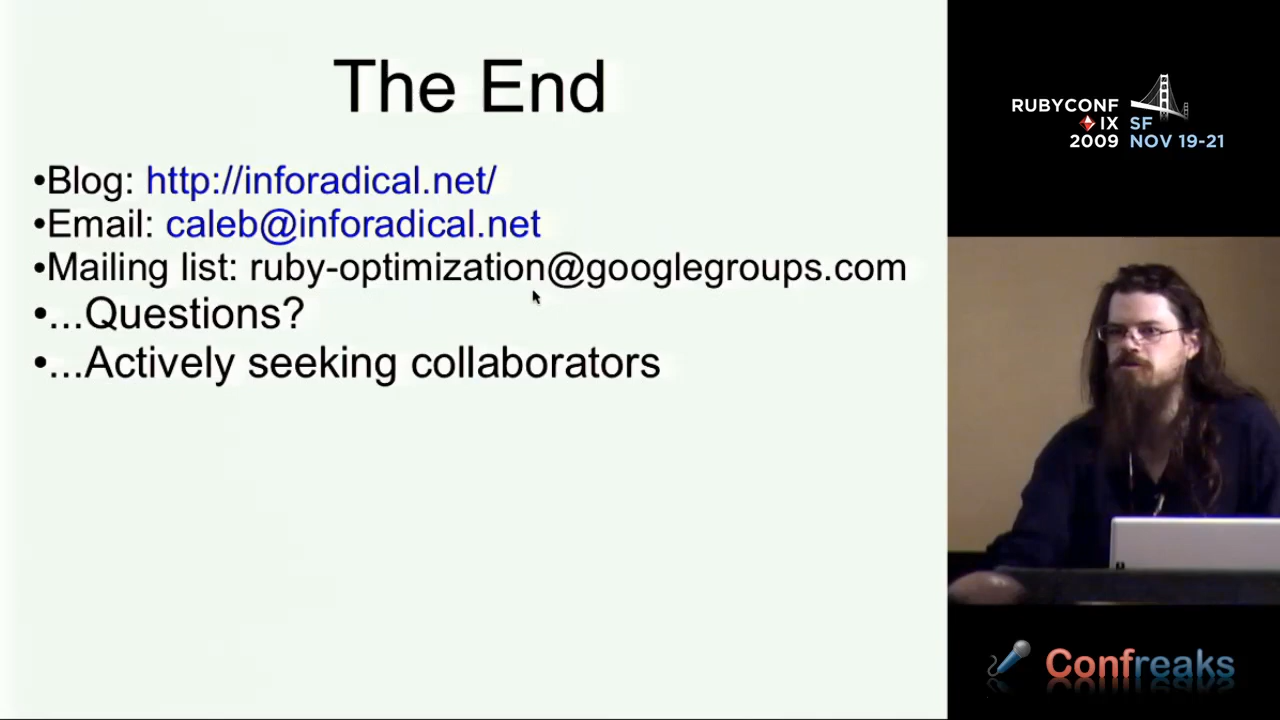 The End
•Blog: http://inforadical.net/
•Email: caleb@inforadical.net
•Mailing list: ruby-optimization@googlegroups.com
•...Questions?
•...Actively seeking collaborators
RUBYCONF
IX SF
2009 NOV 19-21
Confreaks